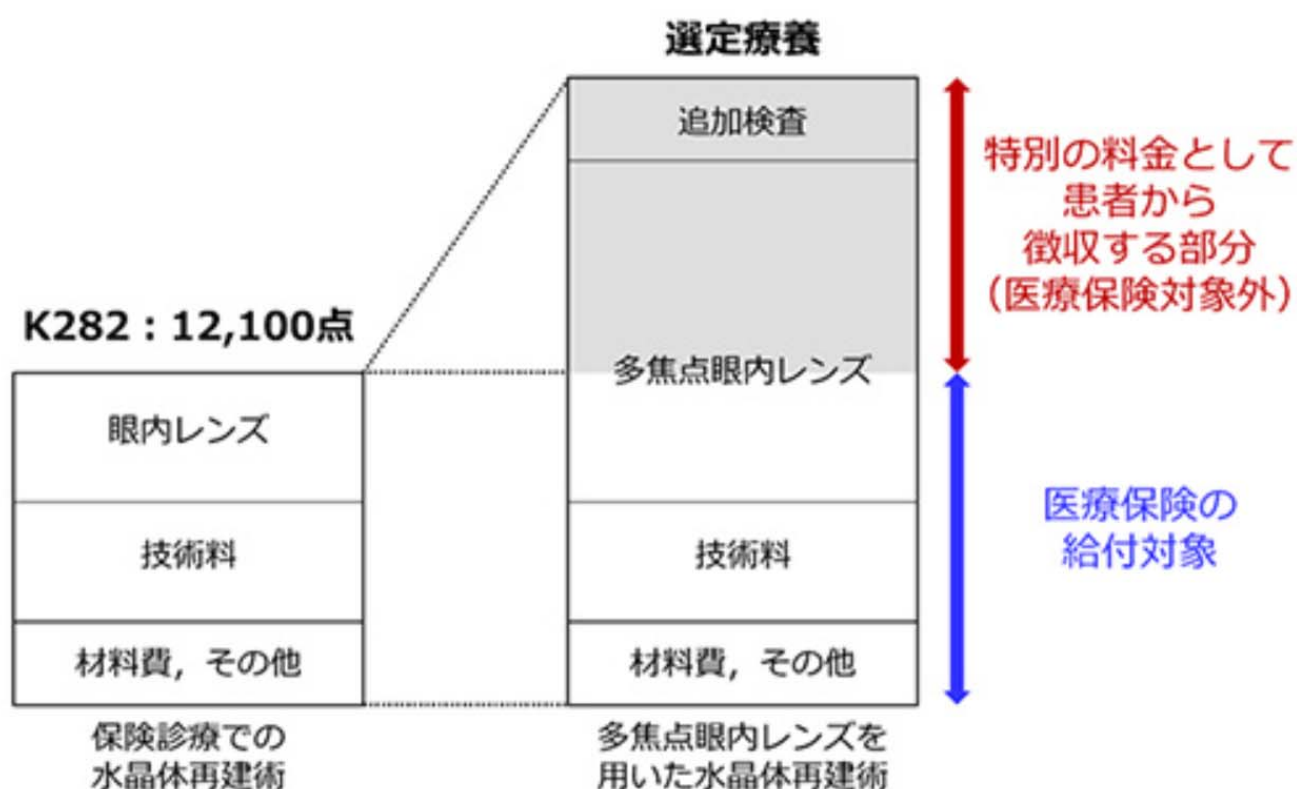 選定療養
追加検査
特別の料金として
患者から
徴収する部分
（医療保険対象外）
K282：12,100点
多焦点眼内レンズ
眼内レンズ
医療保険の
給付対象
技術料
技術料
材料費，その他
材料費，その他
保険診療での
水晶体再建術
多焦点眼内レンズを
用いた水晶体再建術